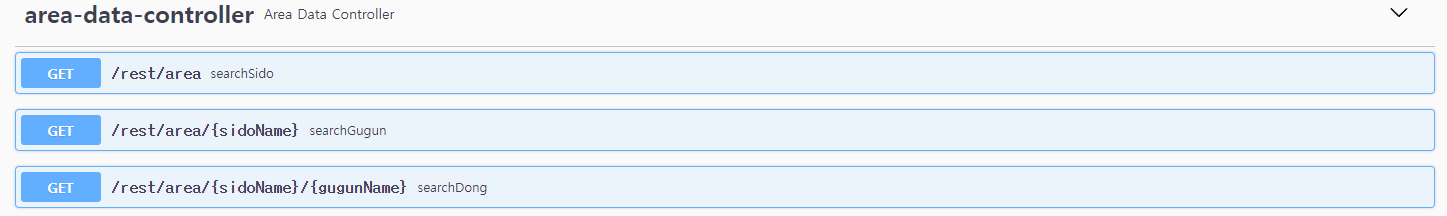 area-data-controller Area Data Controller
GET /rest/area searchSido
GET /rest/area/{sidoName} searchGugun
GET /rest/area/{sidoName}/{gugunName} searchDong